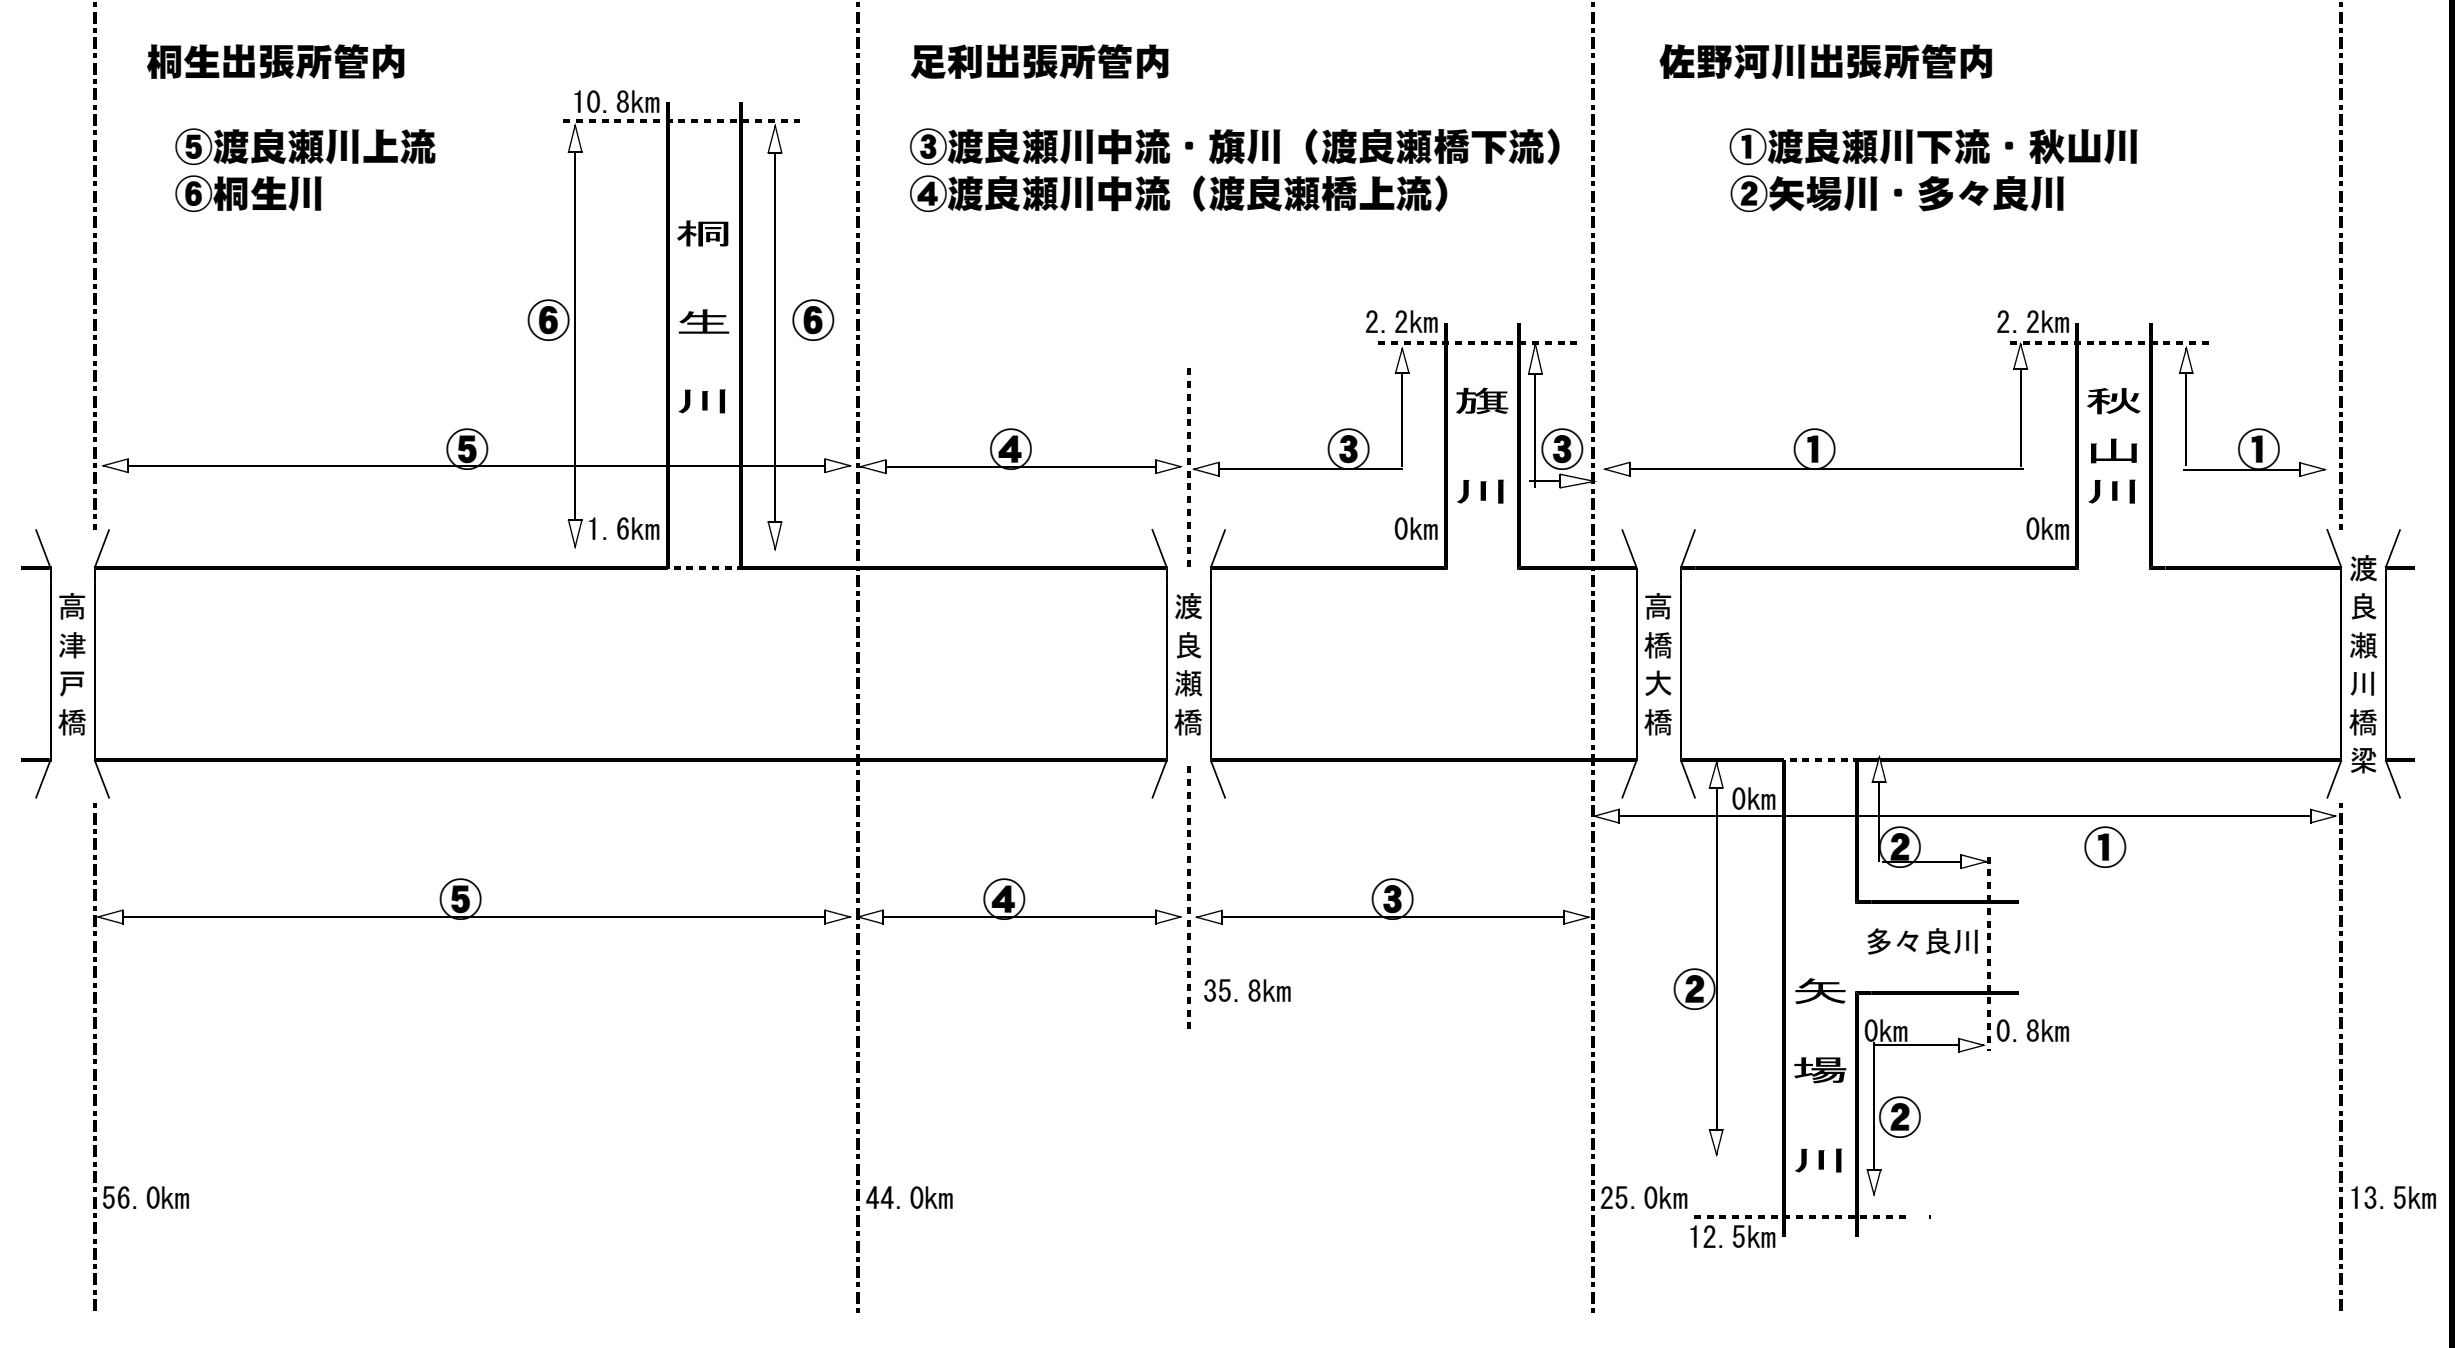 桐生出張所管内
⑤渡良瀬川上流
⑥桐生川
足利出張所管内
③渡良瀬川中流・旗川（渡良瀬橋下流）
④渡良瀬川中流（渡良瀬橋上流）
佐野河川出張所管内
①渡良瀬川下流・秋山川
②矢場川・多々良川
10.8km
桐生川
⑥
⑥
1.6km
⑤
④
2.2km
旗川
③
③
0km
2.2km
秋山川
①
①
0km
高津戸橋
渡良瀬橋
高橋大橋
渡良瀬川橋梁
0km
②
①
⑤
④
③
多々良川
②
35.8km
矢場川
0km
0.8km
②
56.0km
44.0km
25.0km
13.5km
12.5km